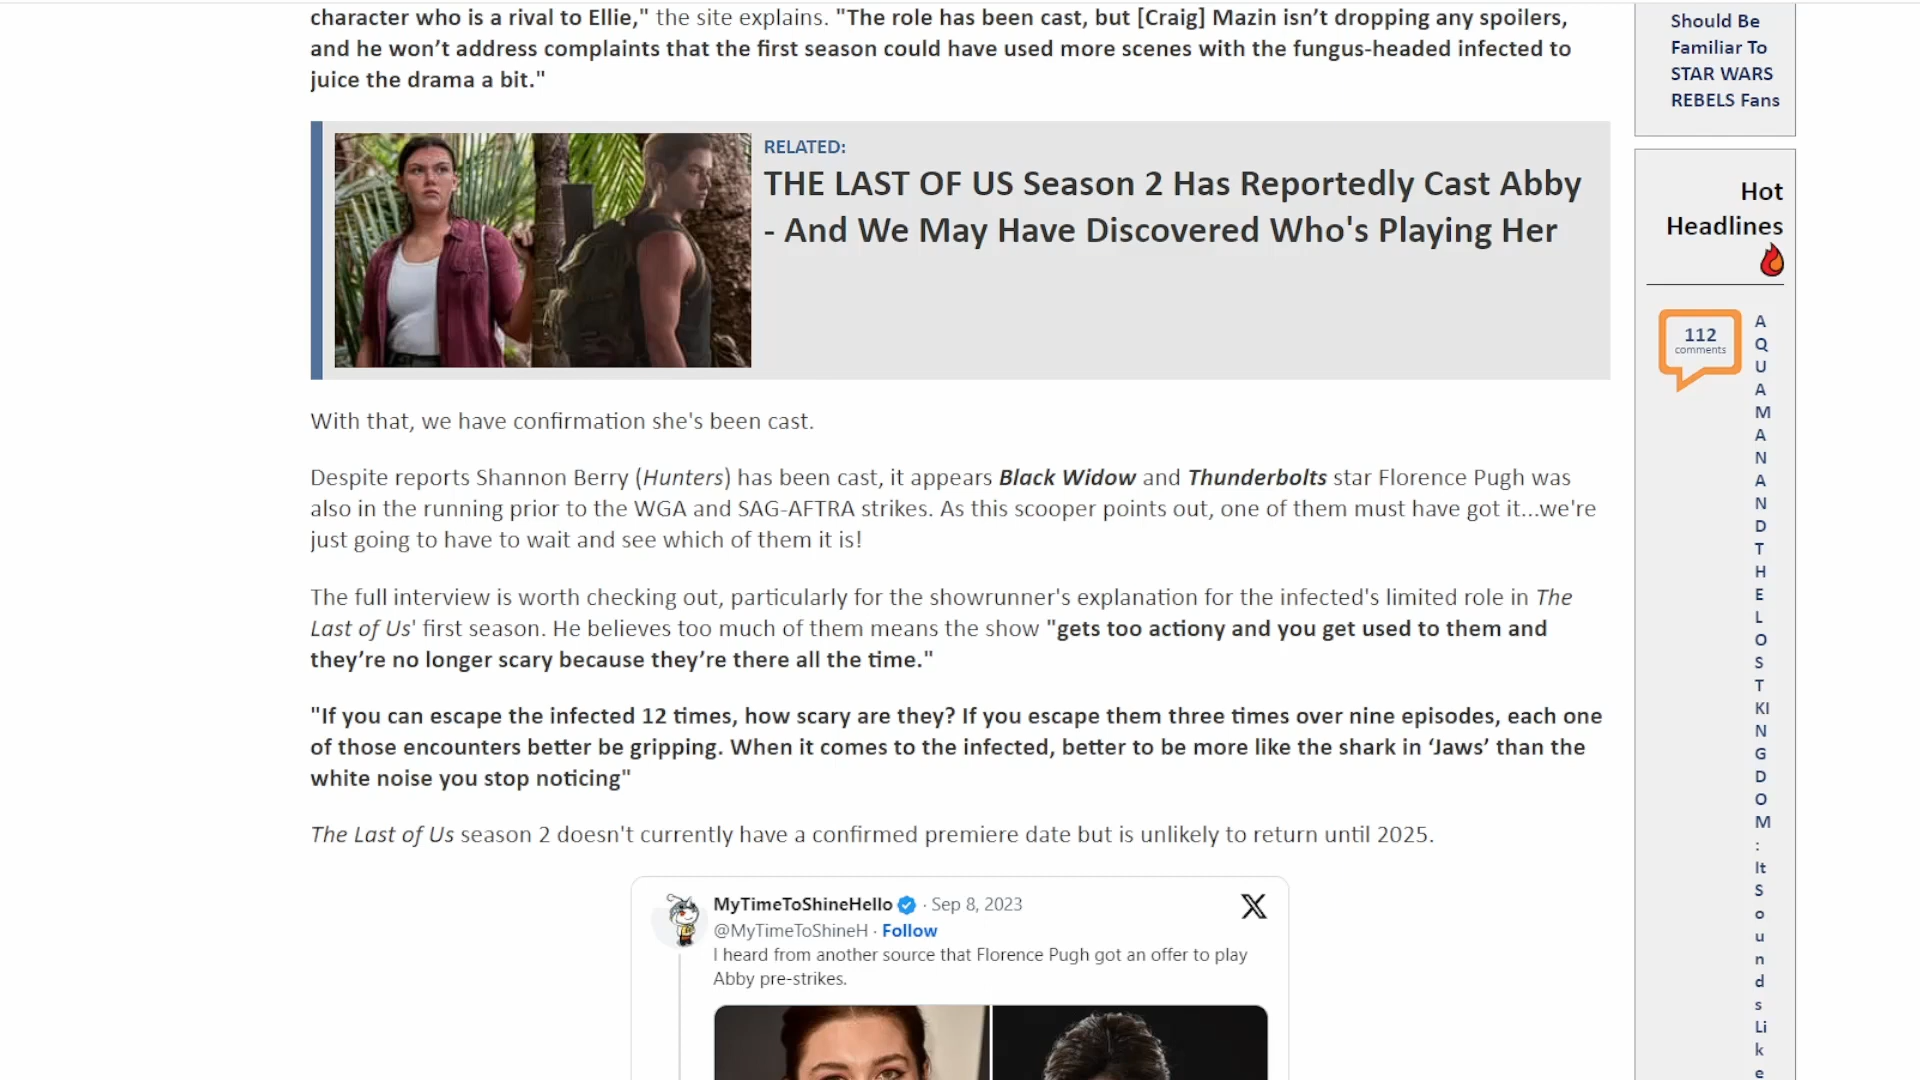 character who is a rival to Ellie," the site explains. "The role has been cast, but [Craig] Mazin isn’t dropping any spoilers,
and he won’t address complaints that the first season could have used more scenes with the fungus-headed infected to
juice the drama a bit."
RELATED:
THE LAST OF US Season 2 Has Reportedly Cast Abby
- And We May Have Discovered Who's Playing Her
With that, we have confirmation she's been cast.
Despite reports Shannon Berry (Hunters) has been cast, it appears Black Widow and Thunderbolts star Florence Pugh was
also in the running prior to the WGA and SAG-AFTRA strikes. As this scooper points out, one of them must have got it...we're
just going to have to wait and see which of them it is!
The full interview is worth checking out, particularly for the showrunner's explanation for the infected's limited role in The
Last of Us' first season. He believes too much of them means the show "gets too actiony and you get used to them and
they’re no longer scary because they’re there all the time."
"If you can escape the infected 12 times, how scary are they? If you escape them three times over nine episodes, each one
of those encounters better be gripping. When it comes to the infected, better to be more like the shark in ‘Jaws’ than the
white noise you stop noticing"
The Last of Us season 2 doesn't currently have a confirmed premiere date but is unlikely to return until 2025.
MyTimeToShineHello · Sep 8, 2023
@MyTimeToShineH · Follow
I heard from another source that Florence Pugh got an offer to play
Abby pre-strikes.
Should Be
Familiar To
STAR WARS
REBELS Fans
Hot
Headlines
112
comments
A
Q
U
A
M
A
N
A
N
D
T
H
E
L
O
S
T
KI
N
G
D
O
M
:
It
S
o
u
n
d
s
Li
k
e